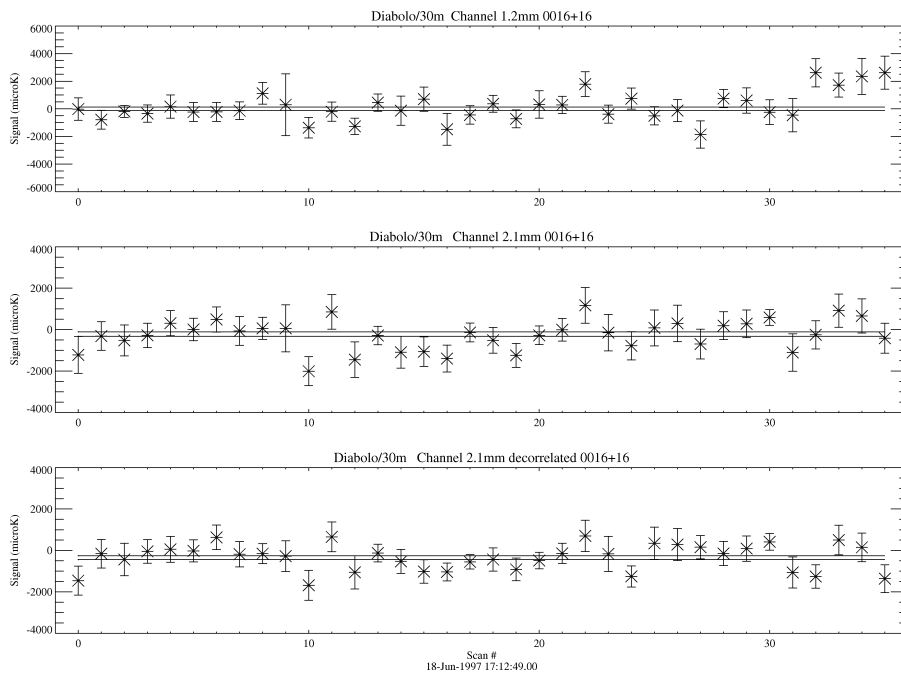 Diabolo/30m Channel 1.2mm 0016+16
6000
4000
2000
0
-2000
-4000
-6000
Signal (microK)
0 10 20 30
Diabolo/30m Channel 2.1mm 0016+16
4000
2000
0
-2000
-4000
Signal (microK)
0 10 20 30
Diabolo/30m Channel 2.1mm decorrelated 0016+16
4000
2000
0
-2000
-4000
Signal (microK)
0 10 20 30
Scan #
18-Jun-1997 17:12:49.00